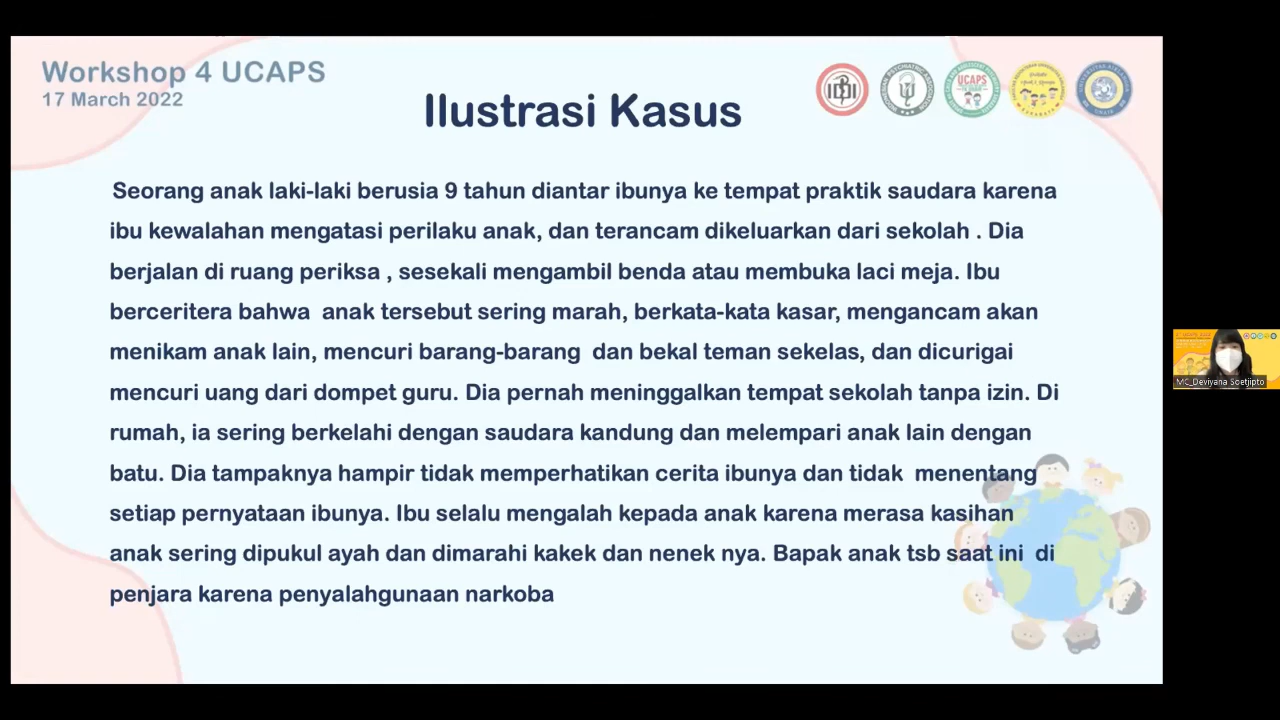 Workshop 4 UCAPS
17 March 2022
Ilustrasi Kasus
UCAPS
Seorang anak laki-laki berusia 9 tahun diantar ibunya ke tempat praktik saudara karena
ibu kewalahan mengatasi perilaku anak, dan terancam dikeluarkan dari sekolah . Dia
berjalan di ruang periksa , sesekali mengambil benda atau membuka laci meja. Ibu
berceritera bahwa  anak tersebut sering marah, berkata-kata kasar, mengancam akan
menikam anak lain, mencuri barang-barang  dan bekal teman sekelas, dan dicurigai
mencuri uang dari dompet guru. Dia pernah meninggalkan tempat sekolah tanpa izin. Di
rumah, ia sering berkelahi dengan saudara kandung dan melempari anak lain dengan
batu. Dia tampaknya hampir tidak memperhatikan cerita ibunya dan tidak  menentang
setiap pernyataan ibunya. Ibu selalu mengalah kepada anak karena merasa kasihan
anak sering dipukul ayah dan dimarahi kakek dan nenek nya. Bapak anak tsb saat ini  di
penjara karena penyalahgunaan narkoba
MC_Deviyana Soetjipto